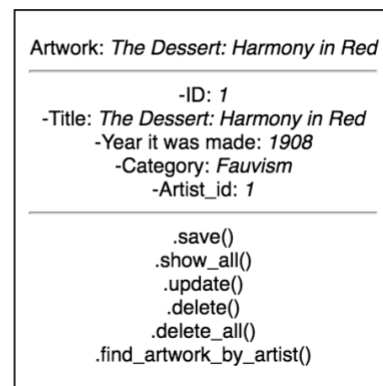 Artwork: The Dessert: Harmony in Red
-ID: 1
-Title: The Dessert: Harmony in Red
-Year it was made: 1908
-Category: Fauvism
-Artist_id: 1
.save()
.show_all()
.update()
.delete()
.delete_all()
.find_artwork_by_artist()